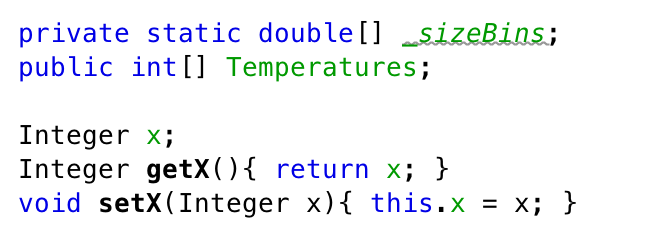 private static double[] _sizeBins;
public int[] Temperatures;
Integer x;
Integer getX(){ return x; }
void setX(Integer x){ this.x = x; }